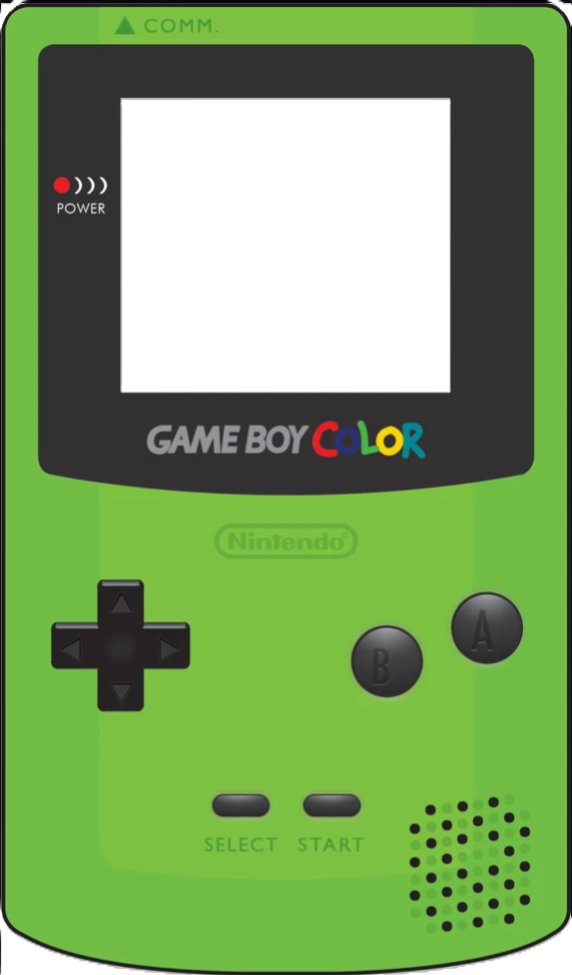 COMM.
POWER
GAME BOY COLOR
Nintendo®
A
B
SELECT START